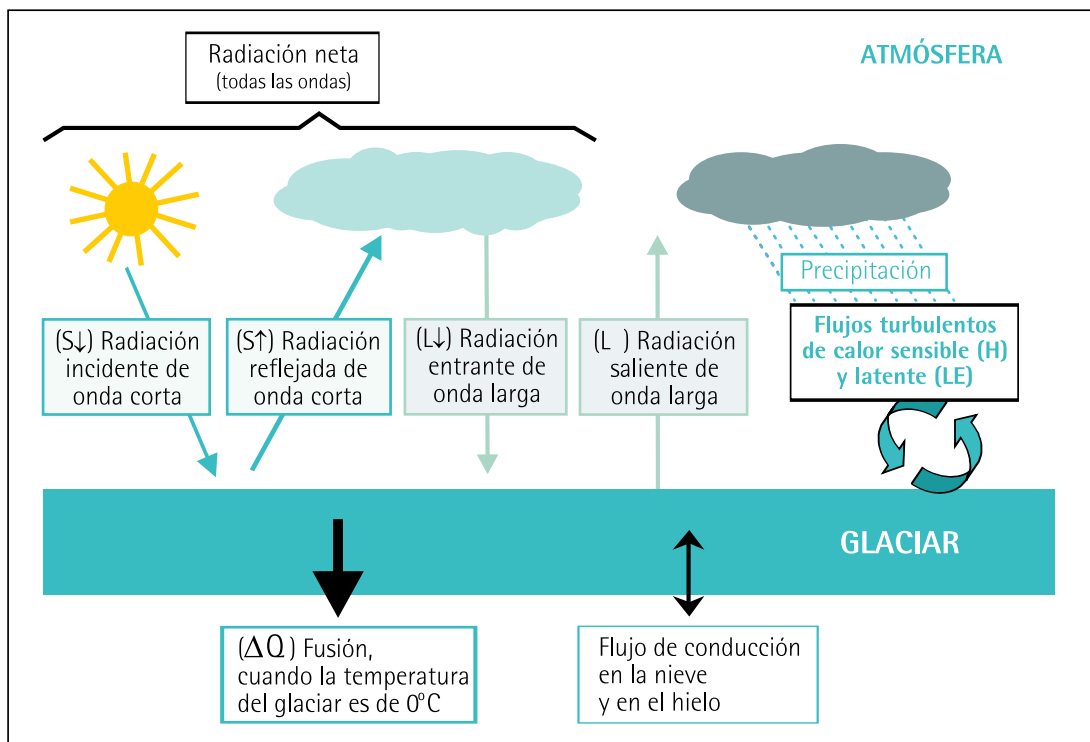 Radiación neta
(todas las ondas)
ATMÓSFERA
Precipitación
(S↓) Radiación
incidente de
onda corta
(S↑) Radiación
reflejada de
onda corta
(L↓) Radiación
entrante de
onda larga
(L ) Radiación
saliente de
onda larga
Flujos turbulentos
de calor sensible (H)
y latente (LE)
GLACIAR
(ΔQ) Fusión,
cuando la temperatura
del glaciar es de 0°C
Flujo de conducción
en la nieve
y en el hielo